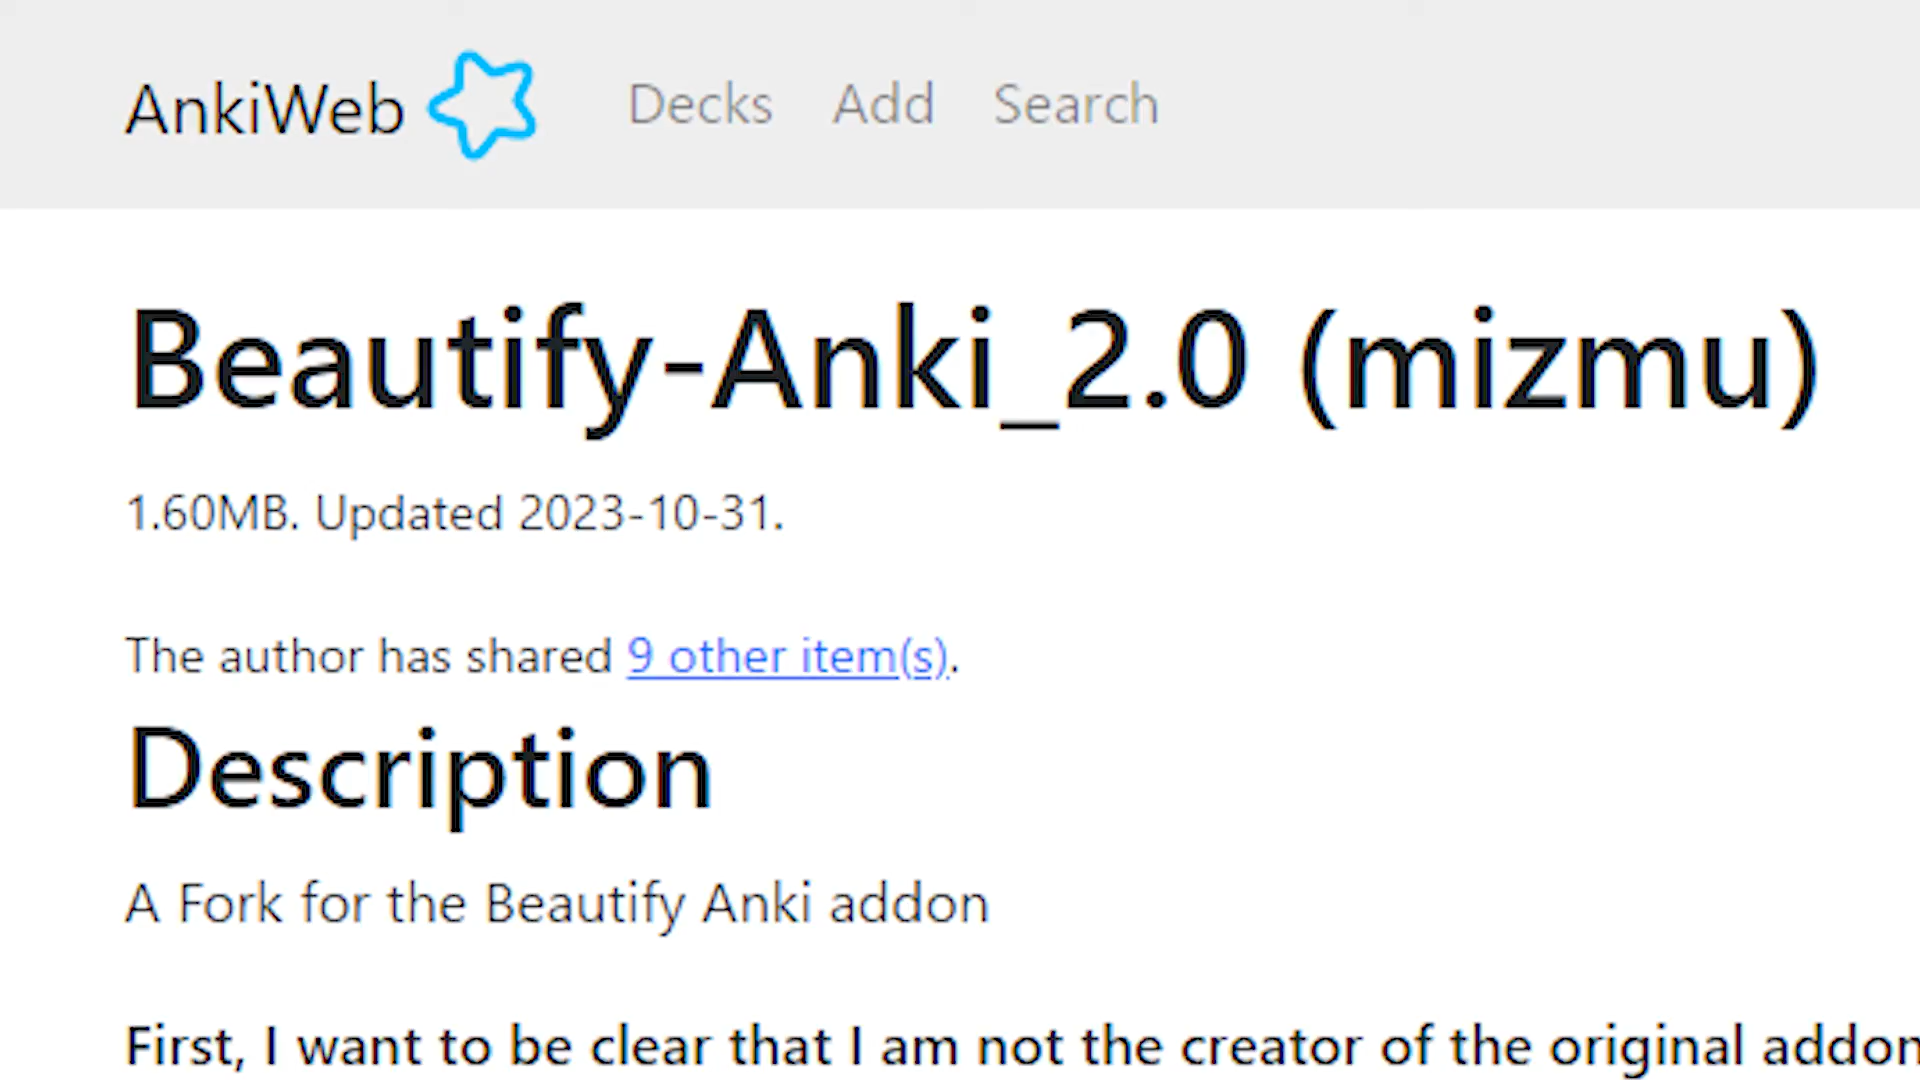 AnkiWeb Decks Add Search
Beautify-Anki_2.0 (mizmu)
1.60MB. Updated 2023-10-31.
The author has shared 9 other item(s).
Description
A Fork for the Beautify Anki addon
First, I want to be clear that I am not the creator of the original addon